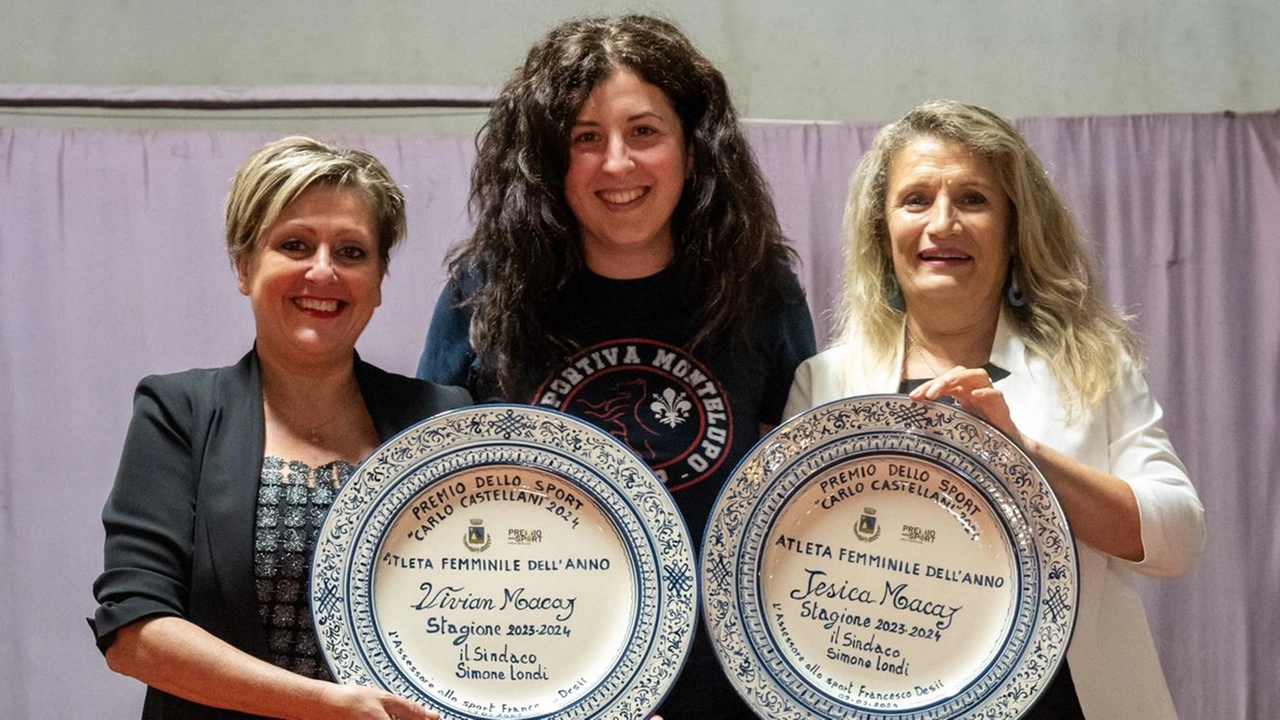 PORTIVA MONTELUPO
PREMIO DELLO SPORT
"CARLO CASTELLANI" 2024
PREMIO
SPORT
ATLETA FEMMINILE DELL'ANNO
Vivian Macaj
Stagione 2023-2024
il Sindaco
Simone Londi
L'Assessore allo sport Desii
PREMIO DELLO SPORT
CARLO CASTELLANI
PREMIO
SPORT
ATLETA FEMMINILE DELL'ANNO
Jesica Macaj
Stagione 2023-2024
il Sindaco
Simone Londi
L'Assessore allo sport Francesco Desii